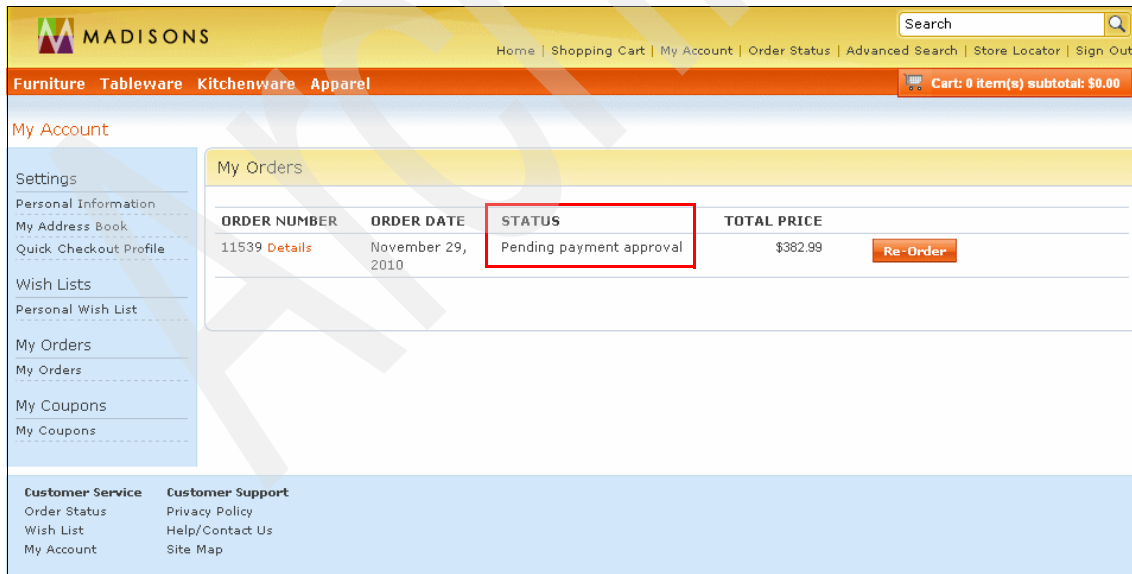 MADISONS
Search
Home | Shopping Cart | My Account | Order Status | Advanced Search | Store Locator | Sign Out
Furniture Tableware Kitchenware Apparel
Cart: 0 item(s) subtotal: $0.00
My Account
Settings
Personal Information
My Address Book
Quick Checkout Profile
Wish Lists
Personal Wish List
My Orders
My Orders
My Coupons
My Coupons
My Orders
ORDER NUMBER ORDER DATE STATUS TOTAL PRICE
11539 Details November 29, Pending payment approval $382.99 Re-Order
2010
Customer Service Customer Support
Order Status Privacy Policy
Wish List Help/Contact Us
My Account Site Map